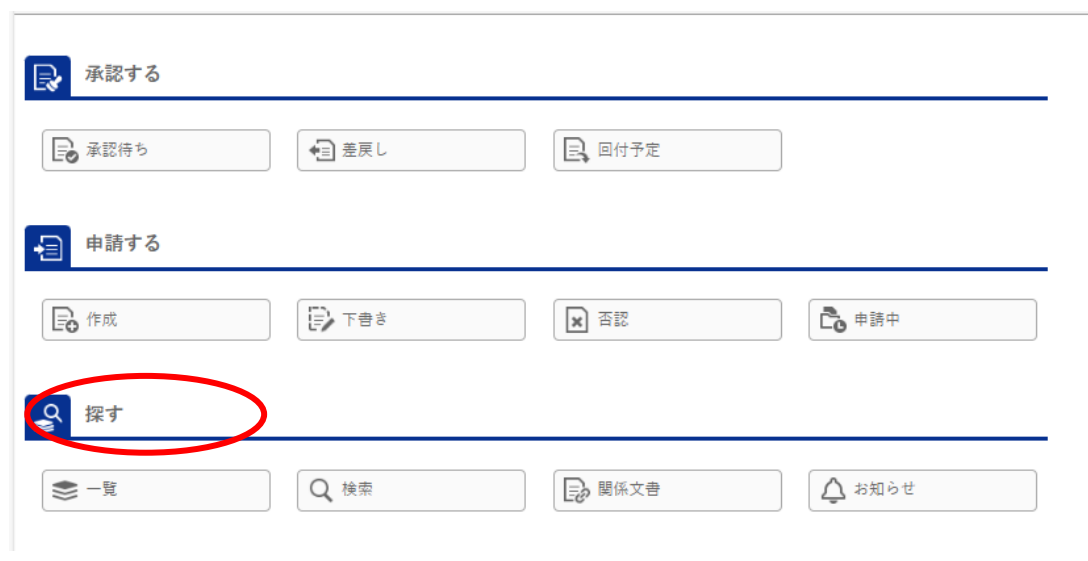 承認する
承認待ち 差戻し 回付予定
申請する
作成 下書き 否認 申請中
探す
一覧 検索 関係文書 お知らせ